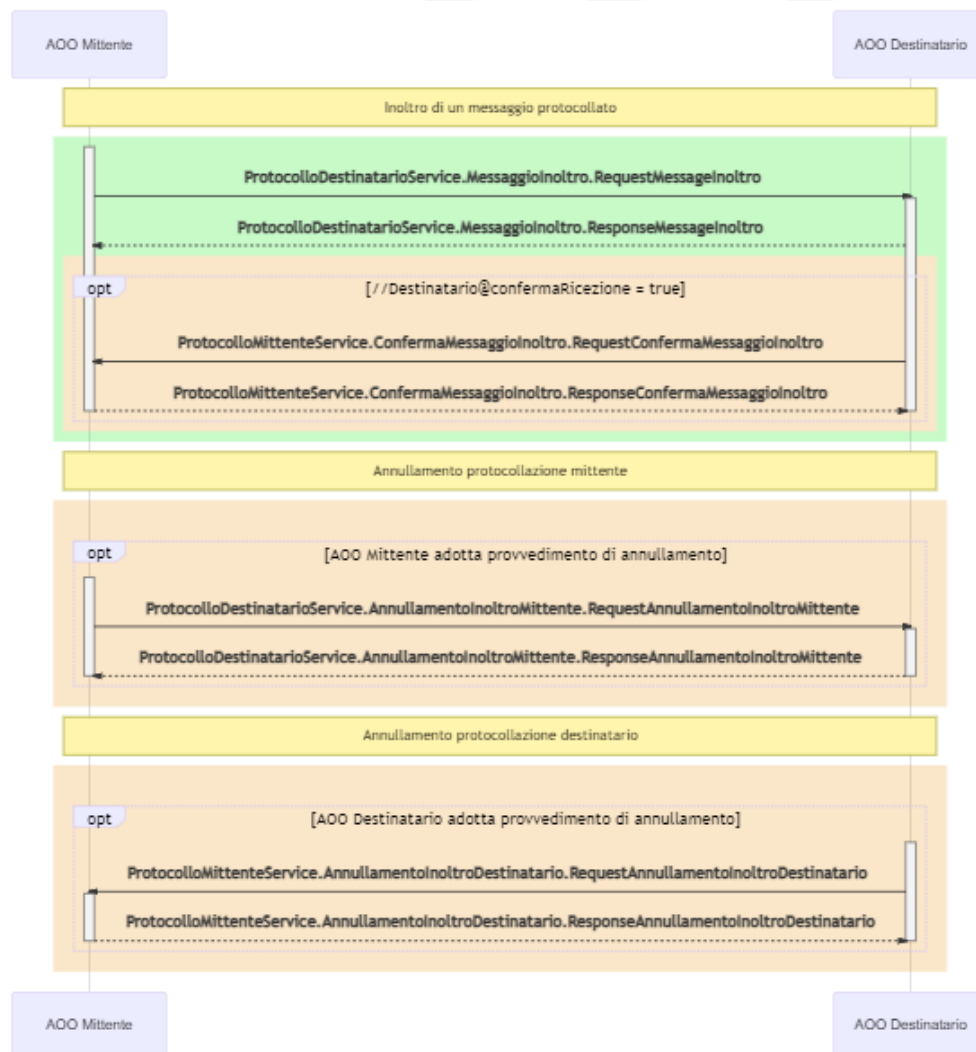 AOO Mittente
AOO Destinatario
Inoltro di un messaggio protocollato
ProtocolloDestinatarioService.MessaggioInoltro.RequestMessageInoltro
ProtocolloDestinatarioService.MessaggioInoltro.ResponseMessageInoltro
opt
[//Destinatario@confermaRicezione = true]
ProtocolloMittenteService.ConfermaMessaggioInoltro.RequestConfermaMessaggioInoltro
ProtocolloMittenteService.ConfermaMessaggioInoltro.ResponseConfermaMessaggioInoltro
Annullamento protocollazione mittente
opt
[AOO Mittente adotta provvedimento di annullamento]
ProtocolloDestinatarioService.AnnullamentoInoltroMittente.RequestAnnullamentoInoltroMittente
ProtocolloDestinatarioService.AnnullamentoInoltroMittente.ResponseAnnullamentoInoltroMittente
Annullamento protocollazione destinatario
opt
[AOO Destinatario adotta provvedimento di annullamento]
ProtocolloMittenteService.AnnullamentoInoltroDestinatario.RequestAnnullamentoInoltroDestinatario
ProtocolloMittenteService.AnnullamentoInoltroDestinatario.ResponseAnnullamentoInoltroDestinatario
AOO Mittente
AOO Destinatario